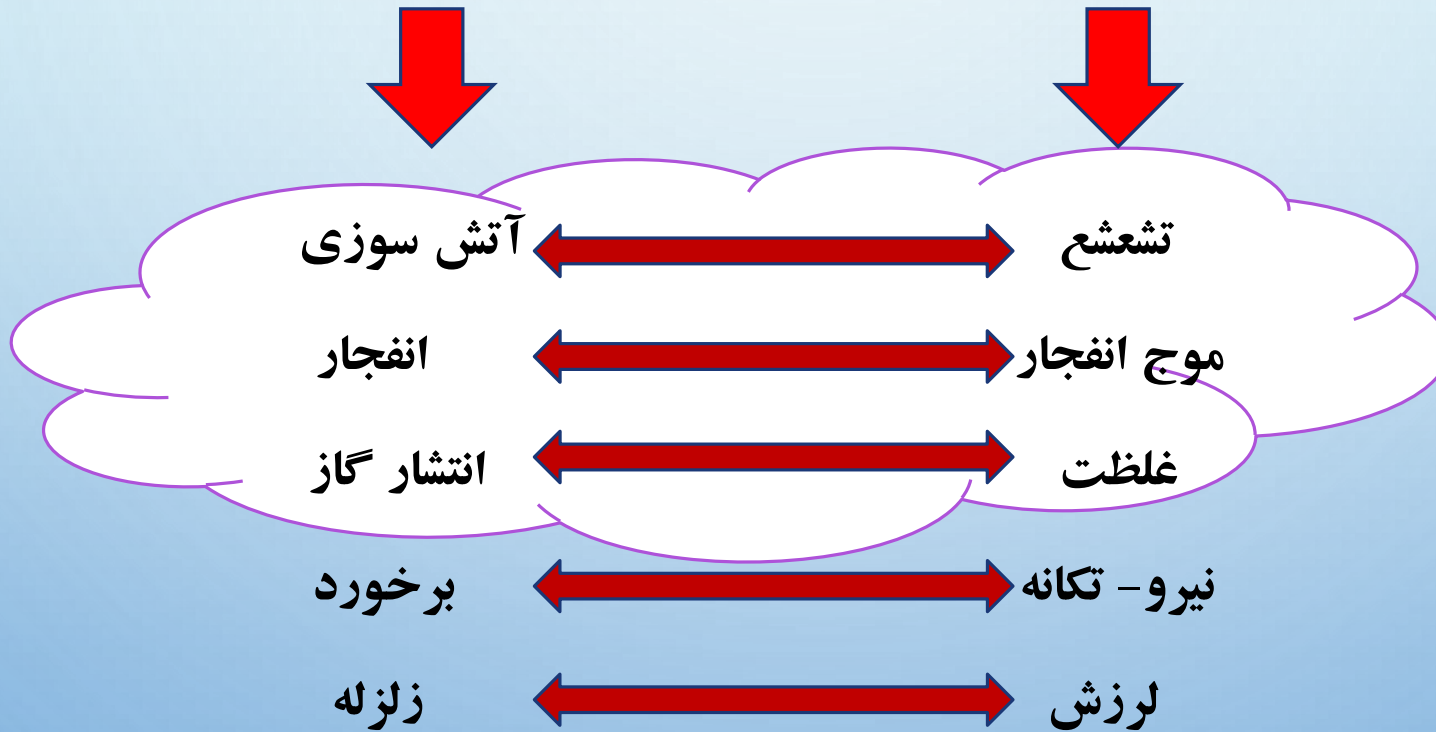 تشعشع آتش سوزی
موج انفجار انفجار
غلظت انتشار گاز
نیرو- تکانه برخورد
لرزش زلزله